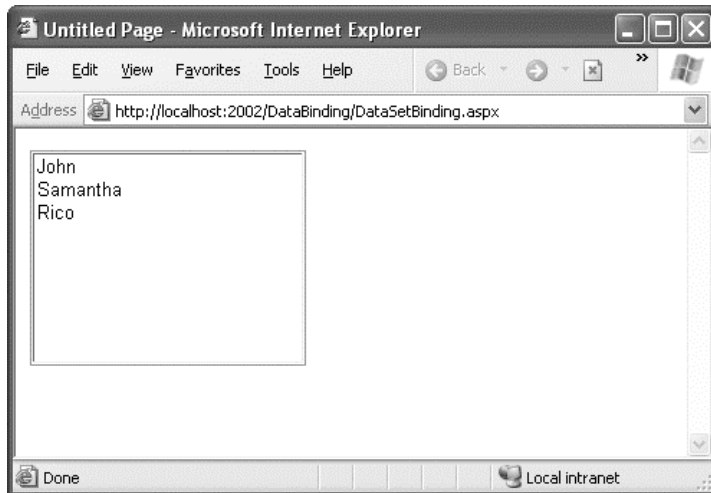 Untitled Page - Microsoft Internet Explorer
File Edit View Favorites Tools Help Back »
Address http://localhost:2002/DataBinding/DataSetBinding.aspx
John
Samantha
Rico
Done Local intranet